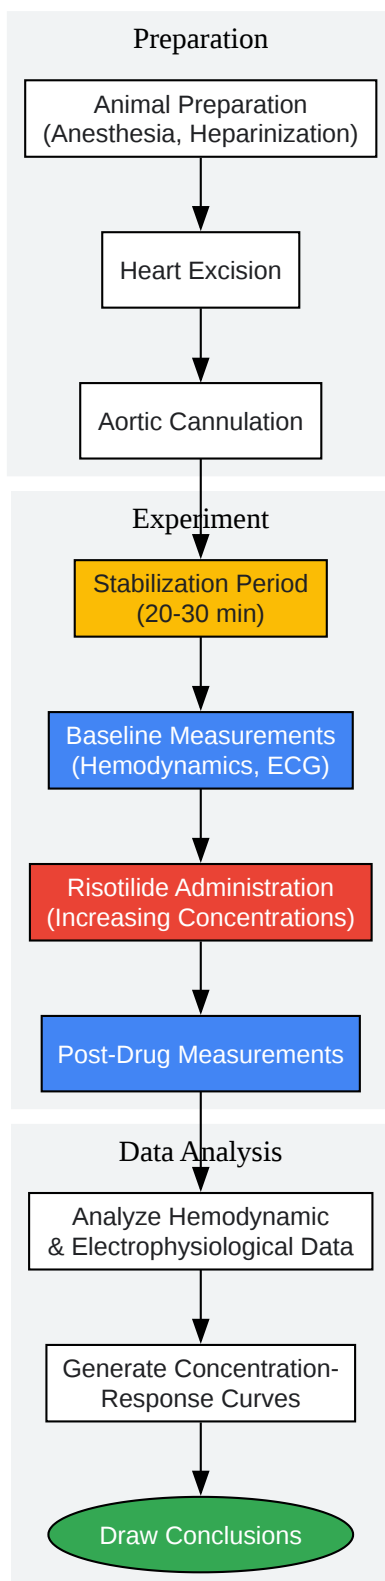 Preparation
Animal Preparation
(Anesthesia, Heparinization)
Heart Excision
Aortic Cannulation
Experiment
Stabilization Period
(20-30 min)
Baseline Measurements
(Hemodynamics, ECG)
Risotilide Administration
(Increasing Concentrations)
Post-Drug Measurements
Data Analysis
Analyze Hemodynamic
& Electrophysiological Data
Generate Concentration-
Response Curves
Draw Conclusions